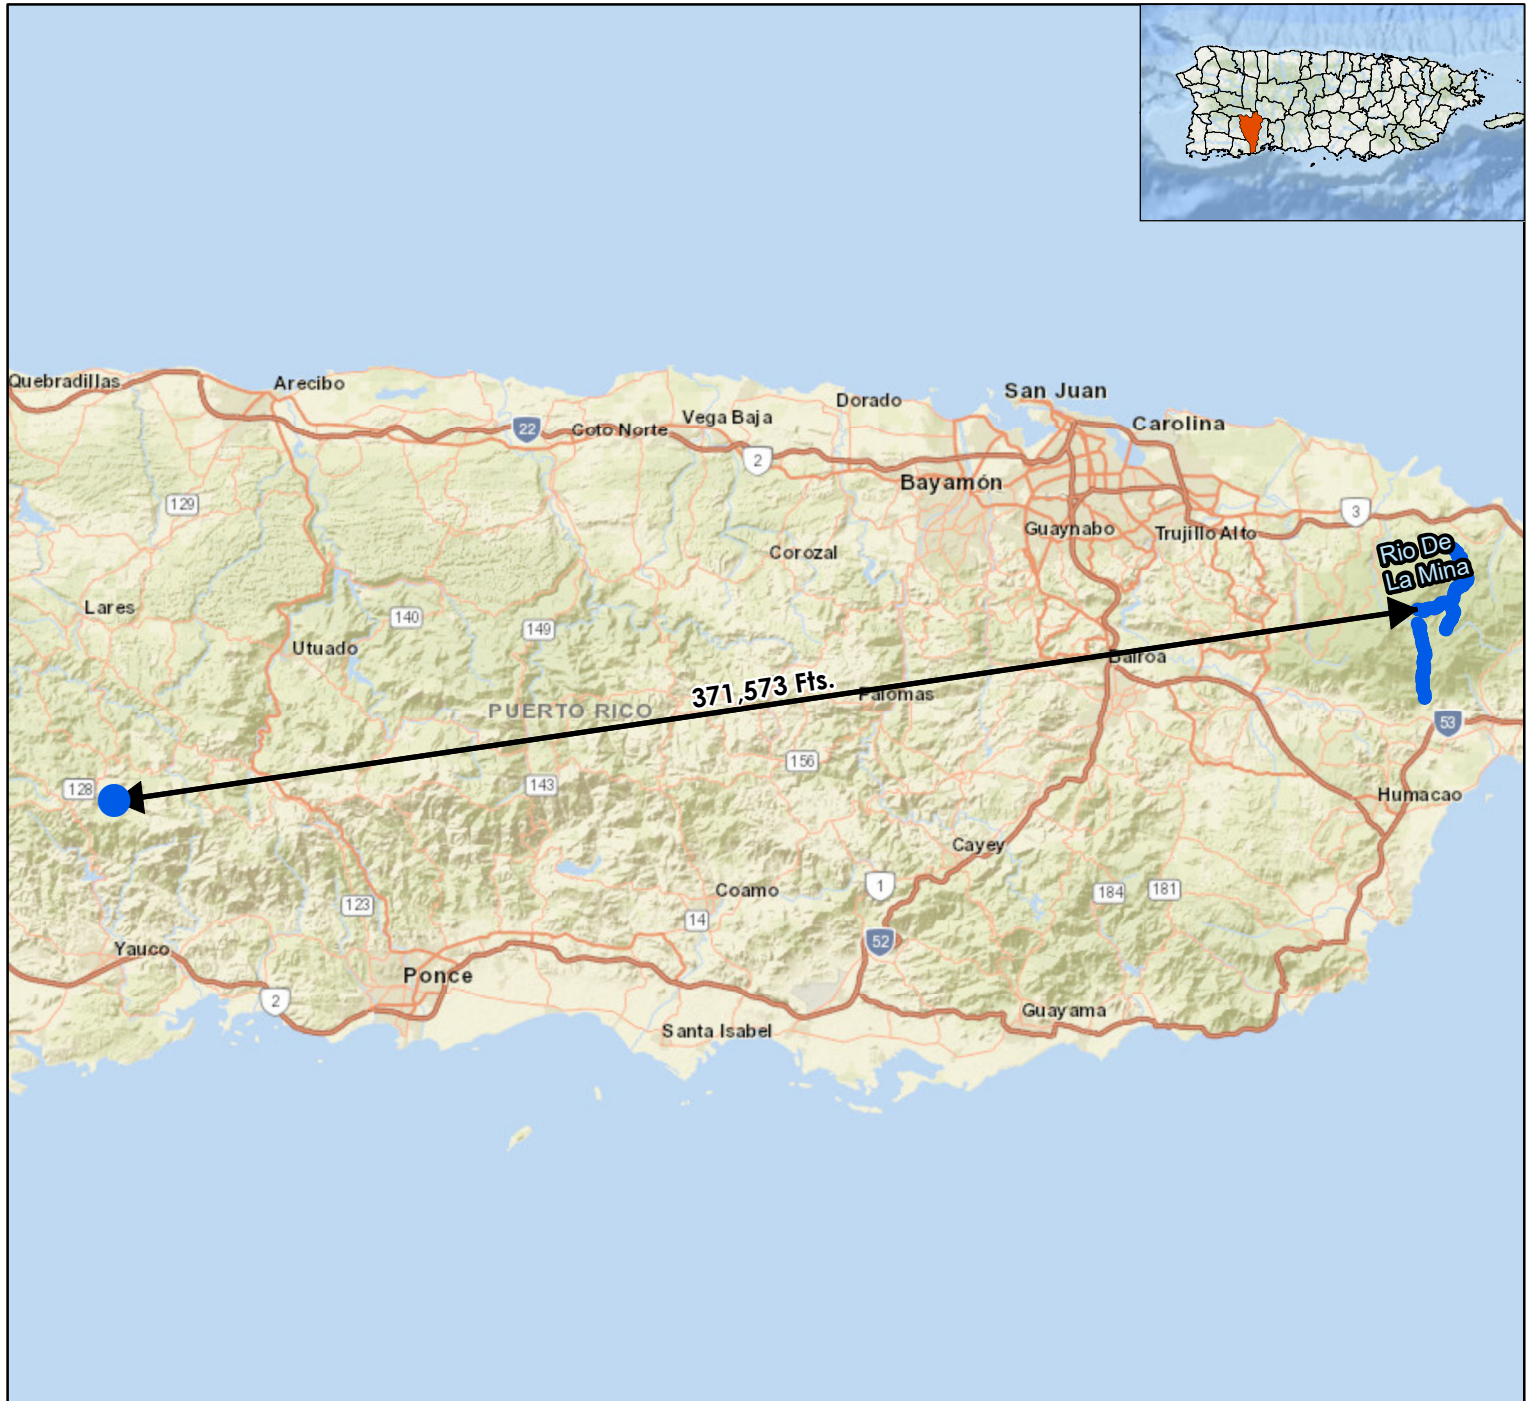 San Juan
Quebradillas
Arecibo
Dorado
Vega Baja
Carolina
22
Coto Norte
2
Bayamón
129
3
Guaynabo
Trujillo Alto
Rio De
La Mina
Corozal
Lares
140
149
Utuado
Bairoa
371,573 Fts.
Palomas
PUERTO RICO
53
156
128
143
Humacao
Cayey
Coamo
1
184
181
123
14
52
Yauco
Ponce
2
Guayama
Santa Isabel